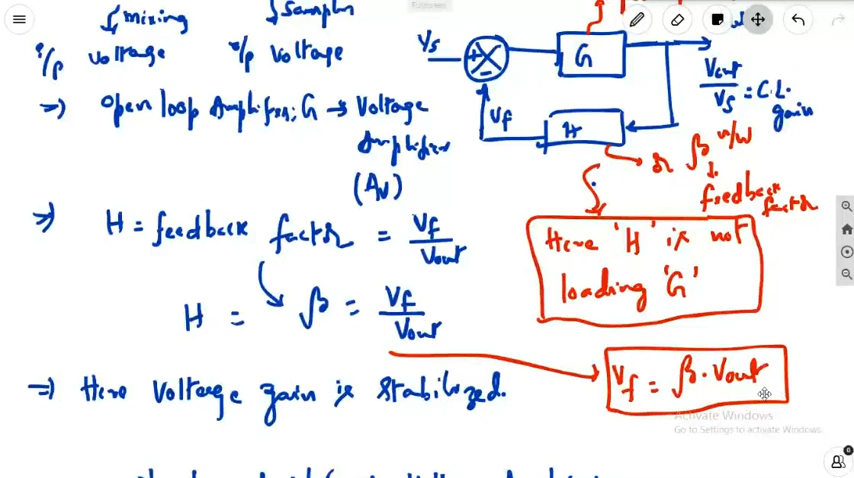 mixing
Sampler
i/p voltage
o/p voltage
=> Open loop Amplifier; G → Voltage
Amplifier
(Av)
Vs
+
-
G
Vf
H
Vout/Vs = C.L.
gain
or β n/w
feedback
factor
=> H = feedback factor = Vf/Vout
Here 'H' is not
loading 'G'
H = β = Vf/Vout
Vf = β.Vout
=> Here Voltage gain is stabilized.
Activate Windows
Go to Settings to activate Windows.